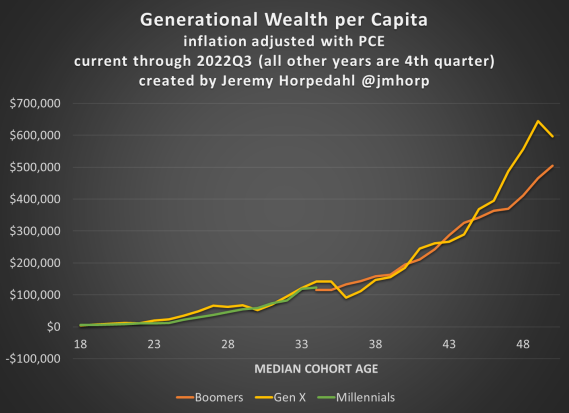 Generational Wealth per Capita
inflation adjusted with PCE
current through 2022Q3 (all other years are 4th quarter)
created by Jeremy Horpedahl @jmhorp
$700,000
$600,000
$500,000
$400,000
$300,000
$200,000
$100,000
$0
-$100,000
18 23 28 33 38 43 48
MEDIAN COHORT AGE
Boomers Gen X Millennials